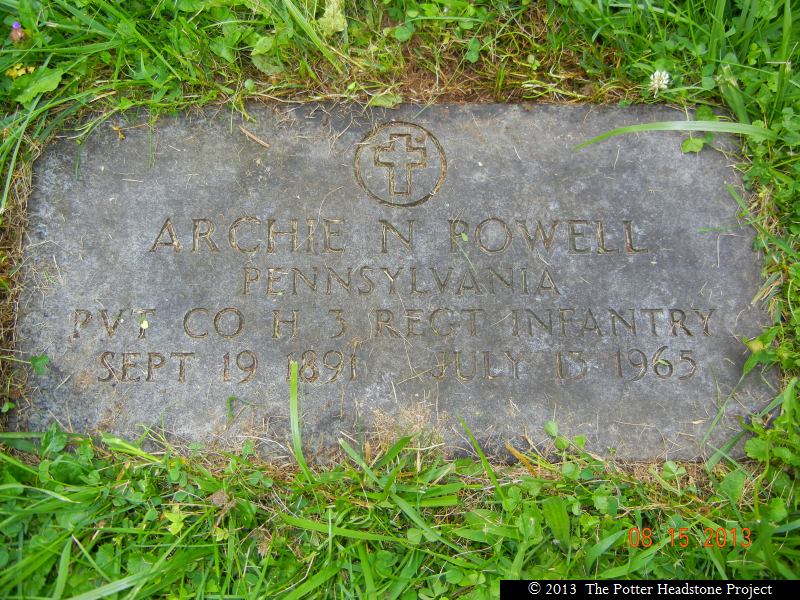 ARCHIE N POWELL
PENNSYLVANIA
PVT CO H 3 REGT INFANTRY
SEPT 19 1891 JULY 13 1965
08.15.2013
© 2013 The Potter Headstone Project